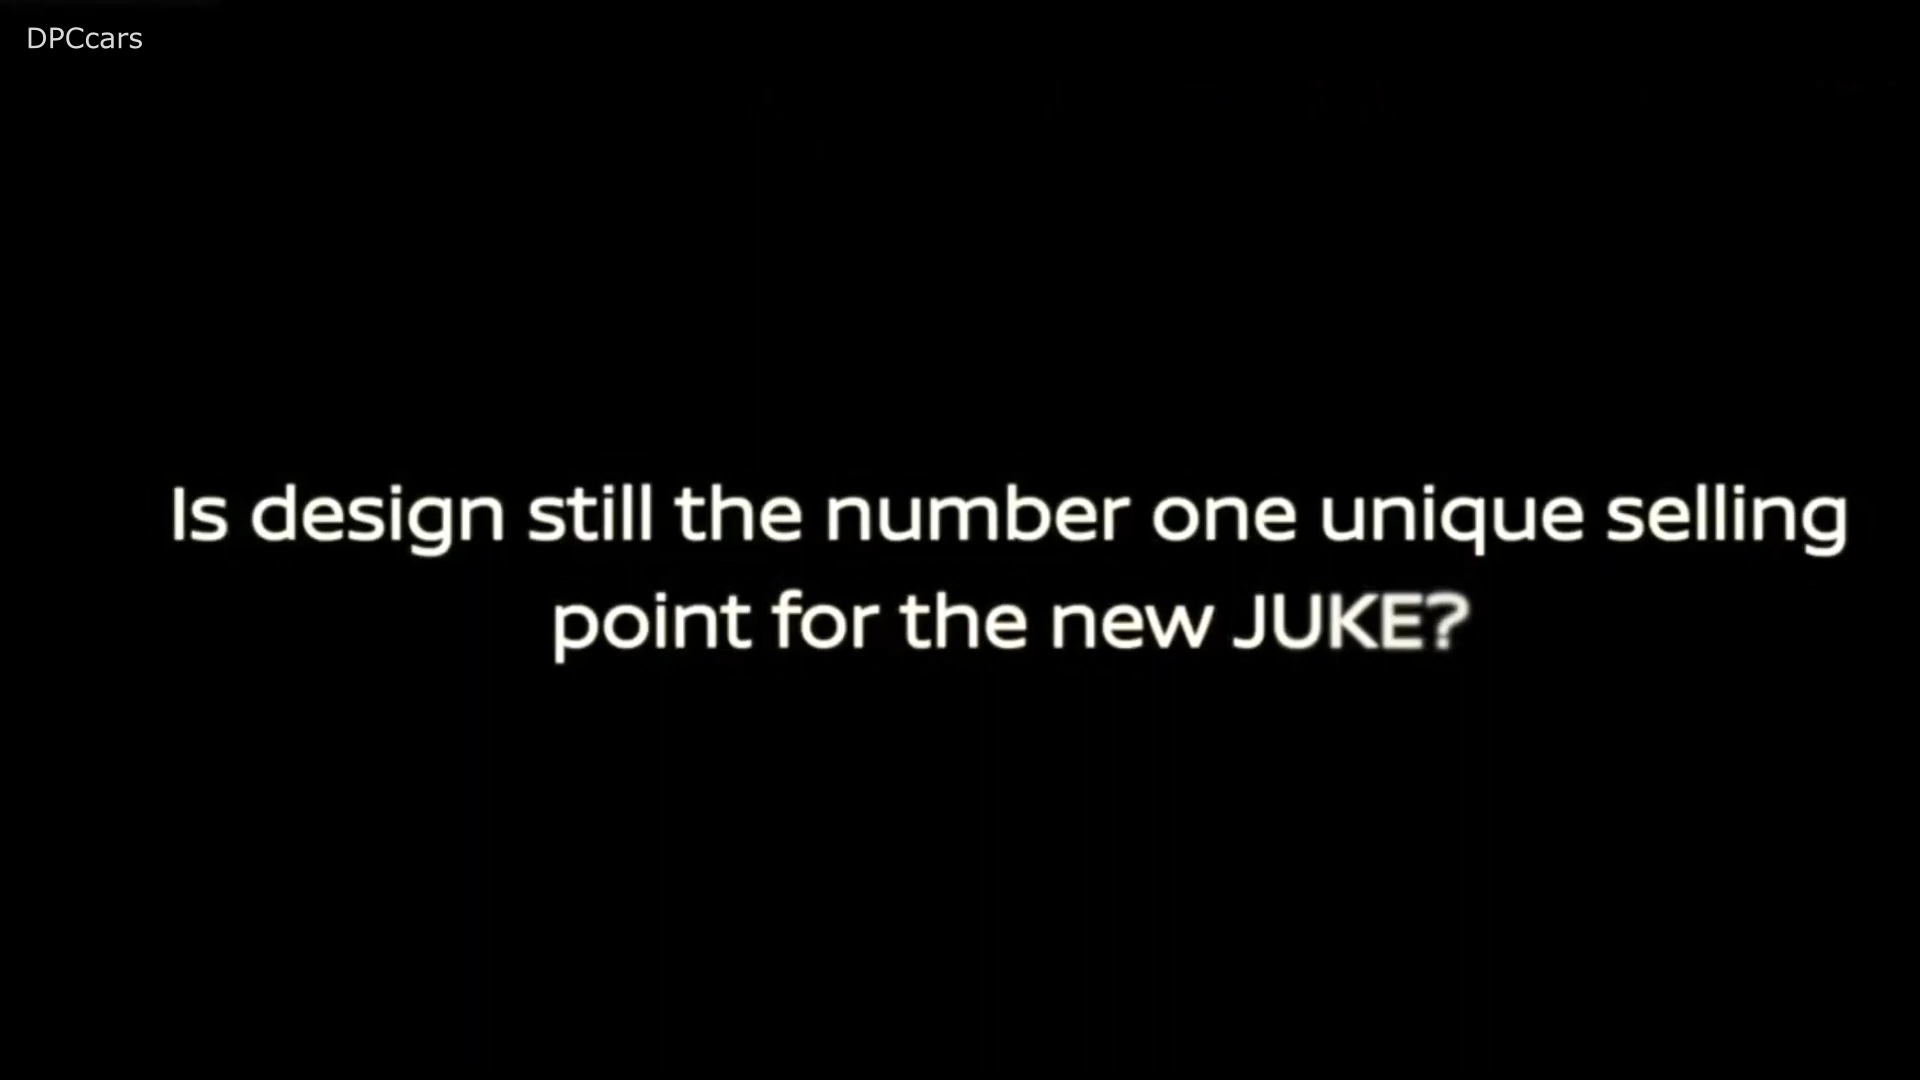 DPCcars
Is design still the number one unique selling
point for the new JUKE?